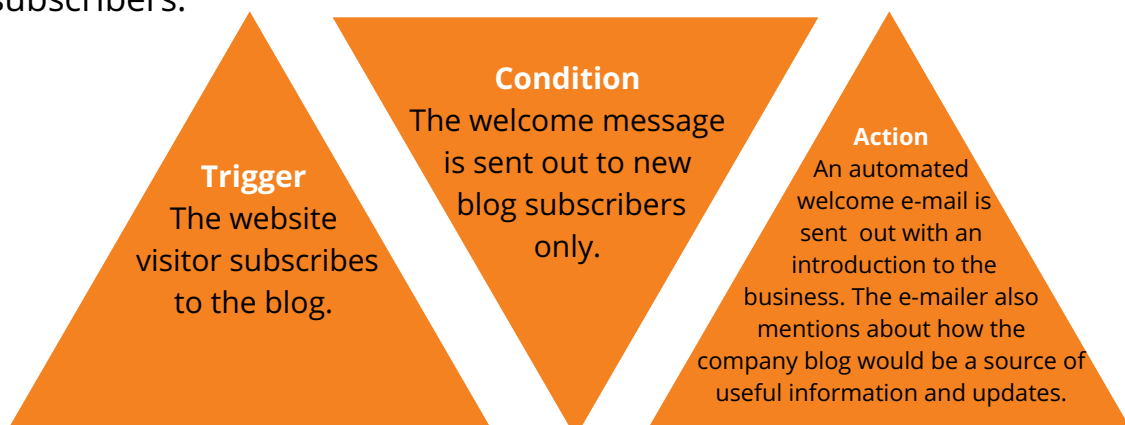 subscribers.
Trigger
The website
visitor subscribes
to the blog.
Condition
The welcome message
is sent out to new
blog subscribers
only.
Action
An automated
welcome e-mail is
sent  out with an
introduction to the
business. The e-mailer also
mentions about how the
company blog would be a source of
useful information and updates.